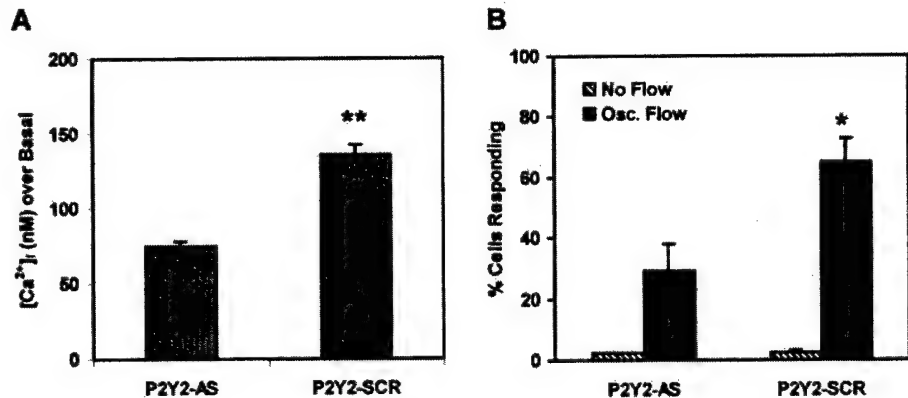 A
[Ca2+]i (nM) over Basal
200
150
100
50
0
**
P2Y2-AS
P2Y2-SCR
B
% Cells Responding
100
80
60
40
20
0
No Flow
Osc. Flow
*
P2Y2-AS
P2Y2-SCR